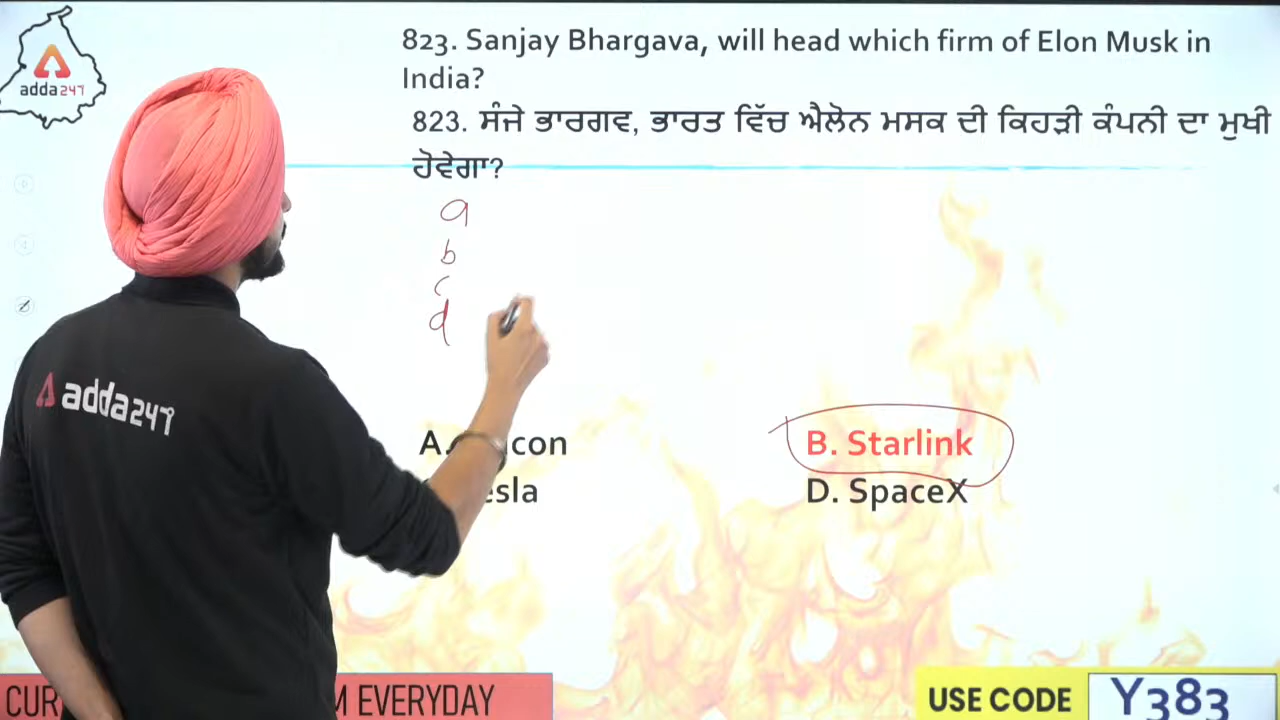 adda247
823. Sanjay Bhargava, will head which firm of Elon Musk in
India?
823. ਸੰਜੇ ਭਾਰਗਵ, ਭਾਰਤ ਵਿੱਚ ਐਲੋਨ ਮਸਕ ਦੀ ਕਿਹੜੀ ਕੰਪਨੀ ਦਾ ਮੁਖੀ
ਹੋਵੇਗਾ?
a
b
c
d
adda247
A.
B. Starlink
D. SpaceX
EVERYDAY
USE CODE
Y383